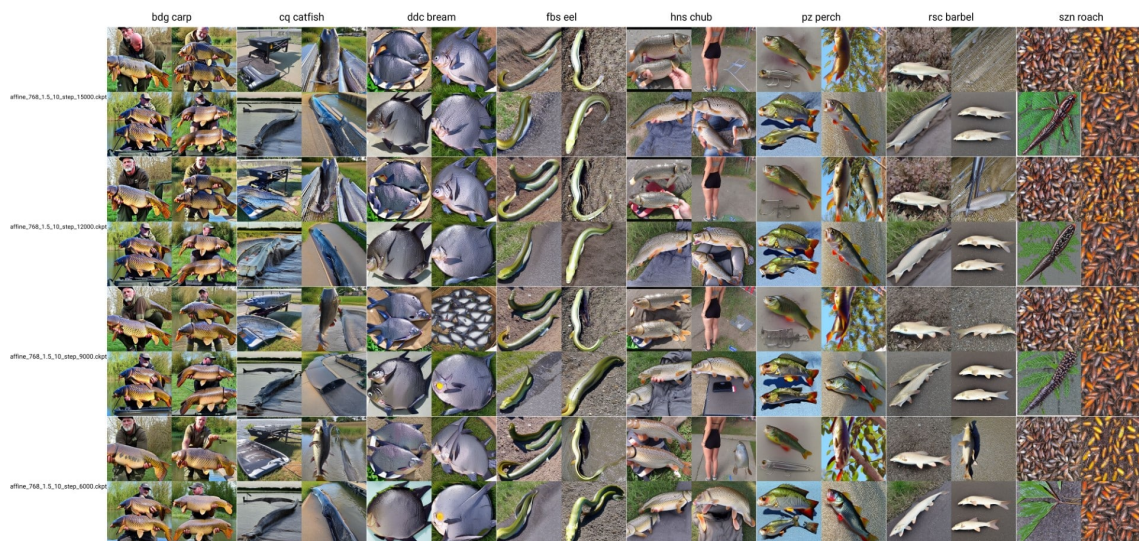 bdg carp cq catfish ddc bream fbs eel hns chub pz perch rsc barbel szn roach
affine_768_1.5_10_step_15000.ckpt
affine_768_1.5_10_step_12000.ckpt
affine_768_1.5_10_step_9000.ckpt
affine_768_1.5_10_step_6000.ckpt